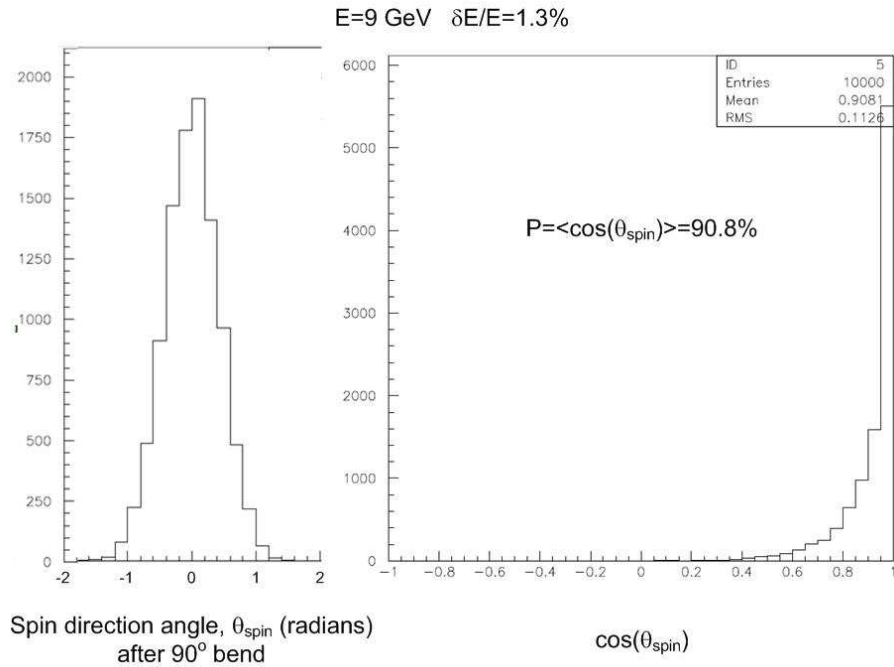 E=9 GeV δE/E=1.3%
2000
1750
1500
1250
1000
750
500
250
0
-2 -1 0 1 2
Spin direction angle, θspin (radians)
after 90° bend
6000
5000
4000
3000
2000
1000
0
ID 5
Entries 10000
Mean 0.9081
RMS 0.1126
P=<cos(θspin)>=90.8%
-1 -0.8 -0.6 -0.4 -0.2 0 0.2 0.4 0.6 0.8 1
cos(θspin)